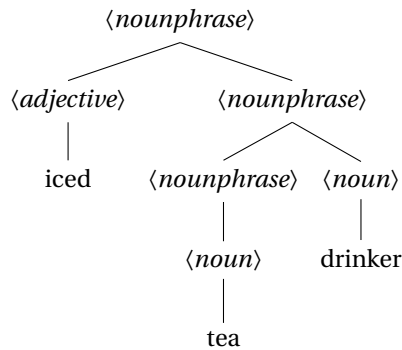 ⟨nounphrase⟩
⟨adjective⟩ ⟨nounphrase⟩
iced ⟨nounphrase⟩ ⟨noun⟩
⟨noun⟩ drinker
tea